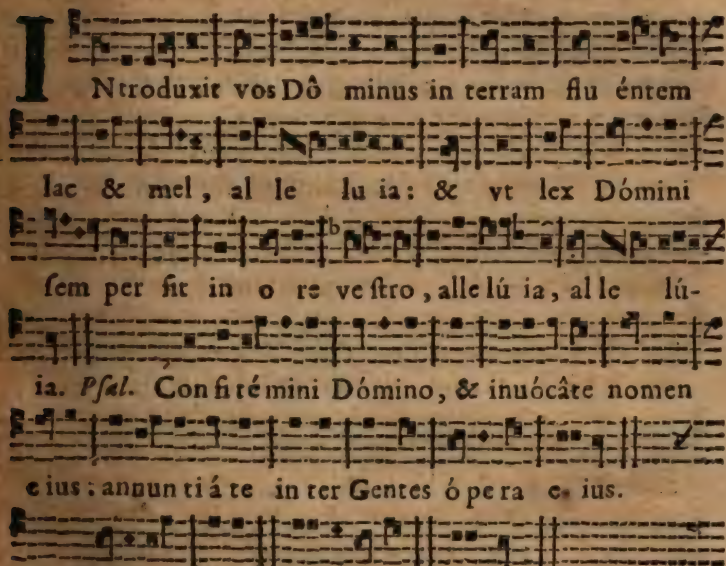 INtroduxit vos Dô minus in terram flu éntem
lac & mel, al le lu ia: & vt lex Dómini
ſem per ſit in o re ve ſtro, alle lú ia, al le lú-
ia. Pſal. Con fi té mini Dómino, & inuócâte nomen
e ius: annun ti á te in ter Gentes ó pe ra e- ius.